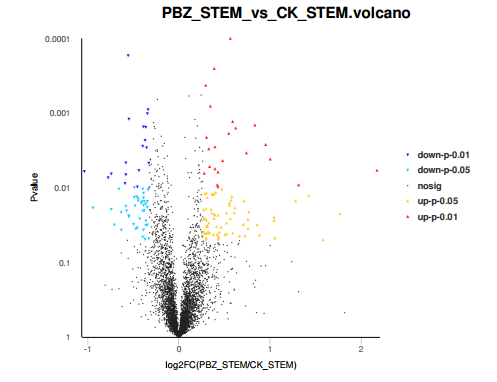 PBZ_STEM_vs_CK_STEM.volcano
0.0001
0.001
0.01
0.1
1
Pvalue
-1
0
1
2
log2FC(PBZ_STEM/CK_STEM)
down-p-0.01
down-p-0.05
nosig
up-p-0.05
up-p-0.01